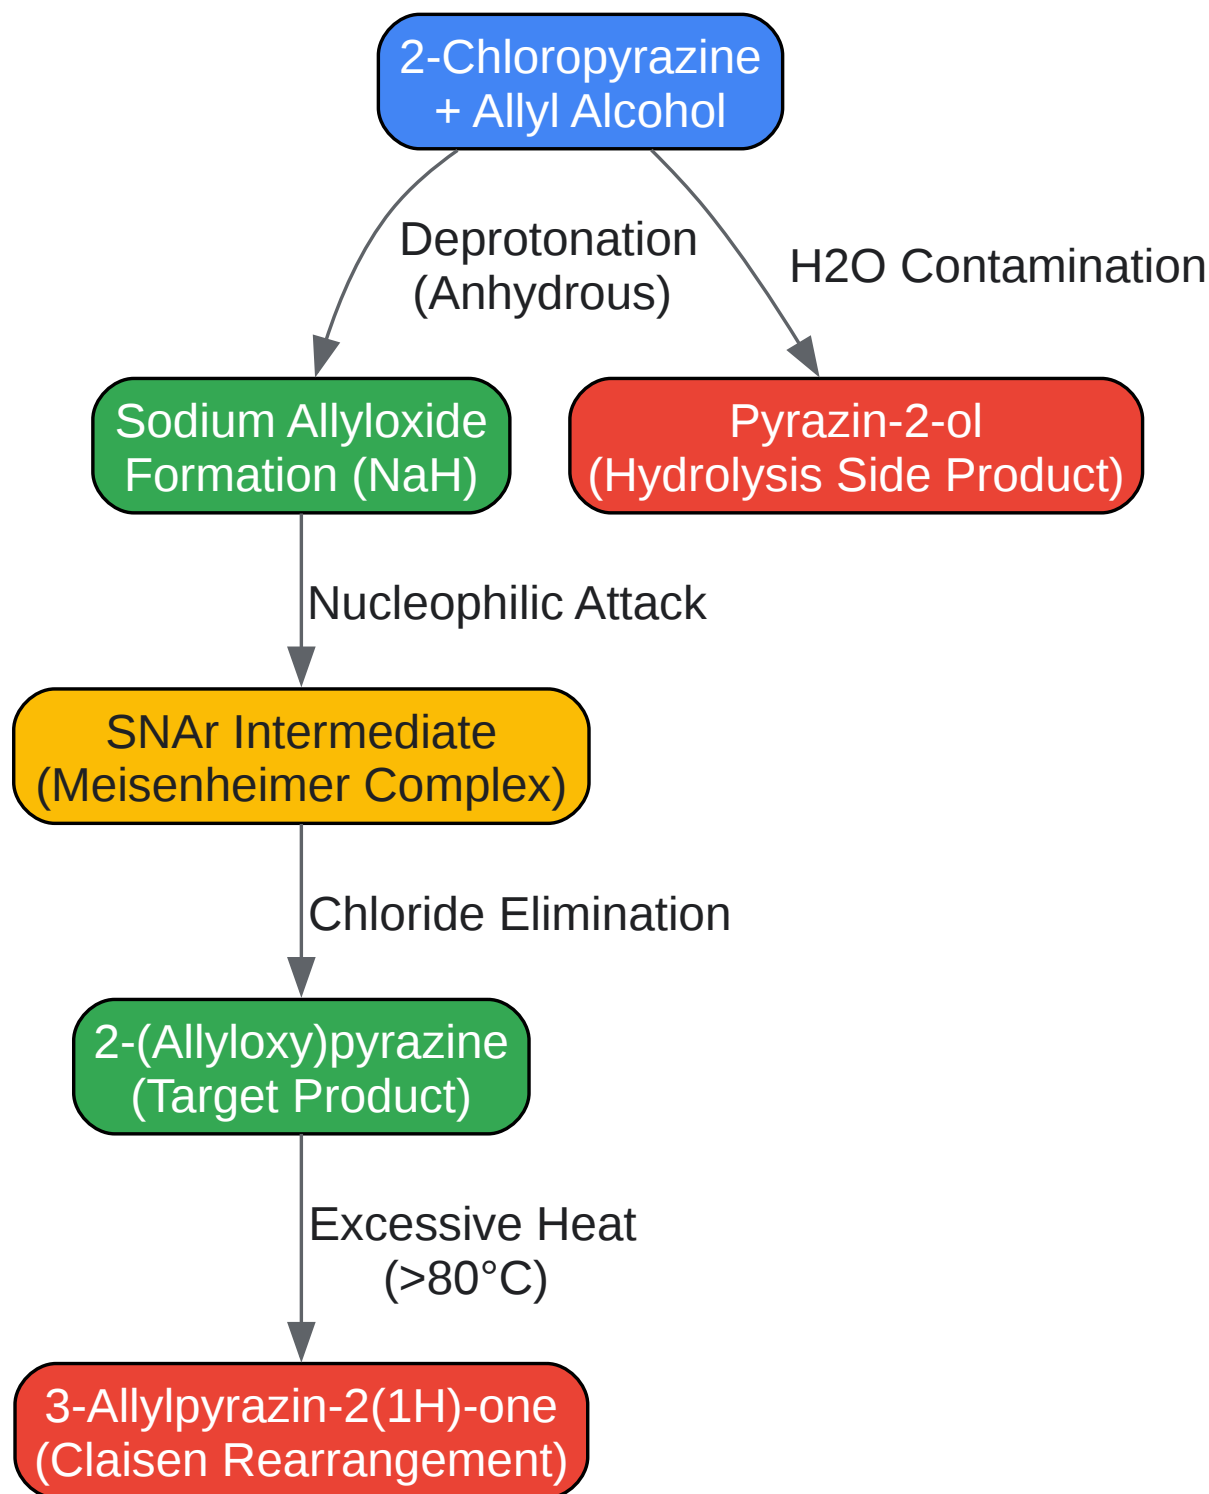 2-Chloropyrazine
+ Allyl Alcohol
Deprotonation
(Anhydrous)
H2O Contamination
Sodium Allyloxide
Formation (NaH)
Pyrazin-2-ol
(Hydrolysis Side Product)
Nucleophilic Attack
SNAr Intermediate
(Meisenheimer Complex)
Chloride Elimination
2-(Allyloxy)pyrazine
(Target Product)
Excessive Heat
(>80°C)
3-Allylpyrazin-2(1H)-one
(Claisen Rearrangement)